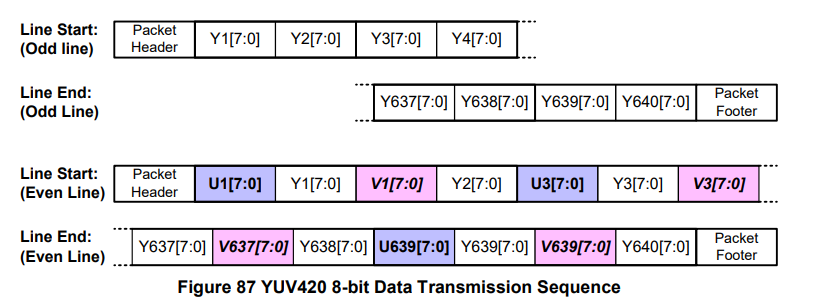 Line Start: Packet Header Y1[7:0] Y2[7:0] Y3[7:0] Y4[7:0]
(Odd line)
Line End: Y637[7:0] Y638[7:0] Y639[7:0] Y640[7:0] Packet Footer
(Odd Line)
Line Start: Packet Header U1[7:0] Y1[7:0] V1[7:0] Y2[7:0] U3[7:0] Y3[7:0] V3[7:0]
(Even Line)
Line End: Y637[7:0] V637[7:0] Y638[7:0] U639[7:0] Y639[7:0] V639[7:0] Y640[7:0] Packet Footer
(Even Line)
Figure 87 YUV420 8-bit Data Transmission Sequence